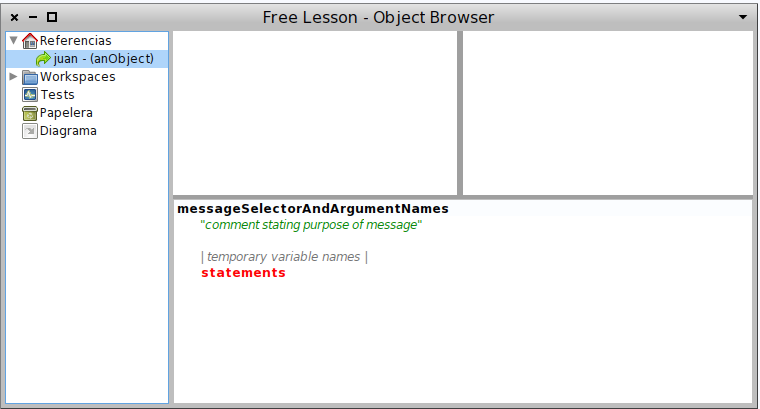 Free Lesson - Object Browser
Referencias
juan - (anObject)
Workspaces
Tests
Papelera
Diagrama
messageSelectorAndArgumentNames
"comment stating purpose of message"
| temporary variable names |
statements